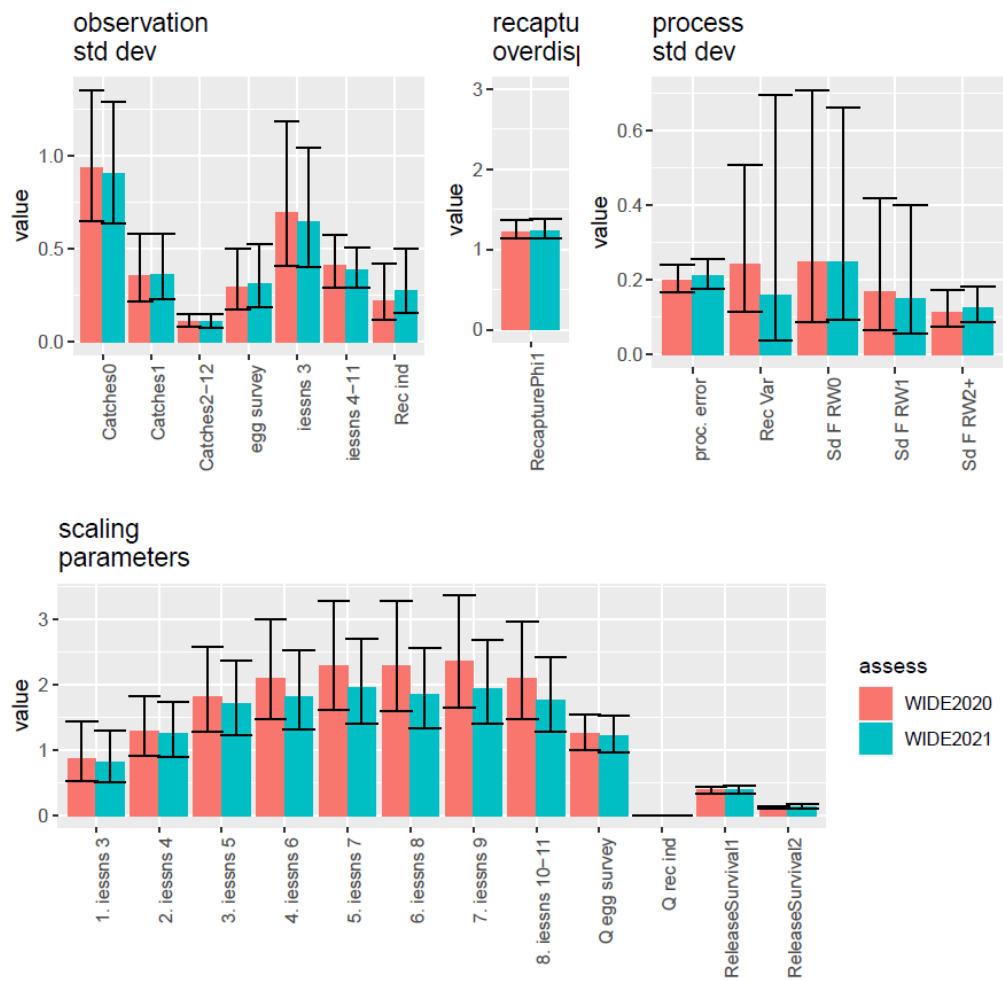 observation
std dev
recaptu
overdisp
process
std dev
value
1.0
0.5
0.0
Catches0
Catches1
Catches2−12
egg survey
iessns 3
iessns 4−11
Rec ind
value
3
2
1
0
RecapturePhi1
value
0.6
0.4
0.2
0.0
proc. error
Rec Var
Sd F RW0
Sd F RW1
Sd F RW2+
scaling
parameters
value
3
2
1
0
1. iessns 3
2. iessns 4
3. iessns 5
4. iessns 6
5. iessns 7
6. iessns 8
7. iessns 9
8. iessns 10−11
Q egg survey
Q rec ind
ReleaseSurvival1
ReleaseSurvival2
assess
WIDE2020
WIDE2021